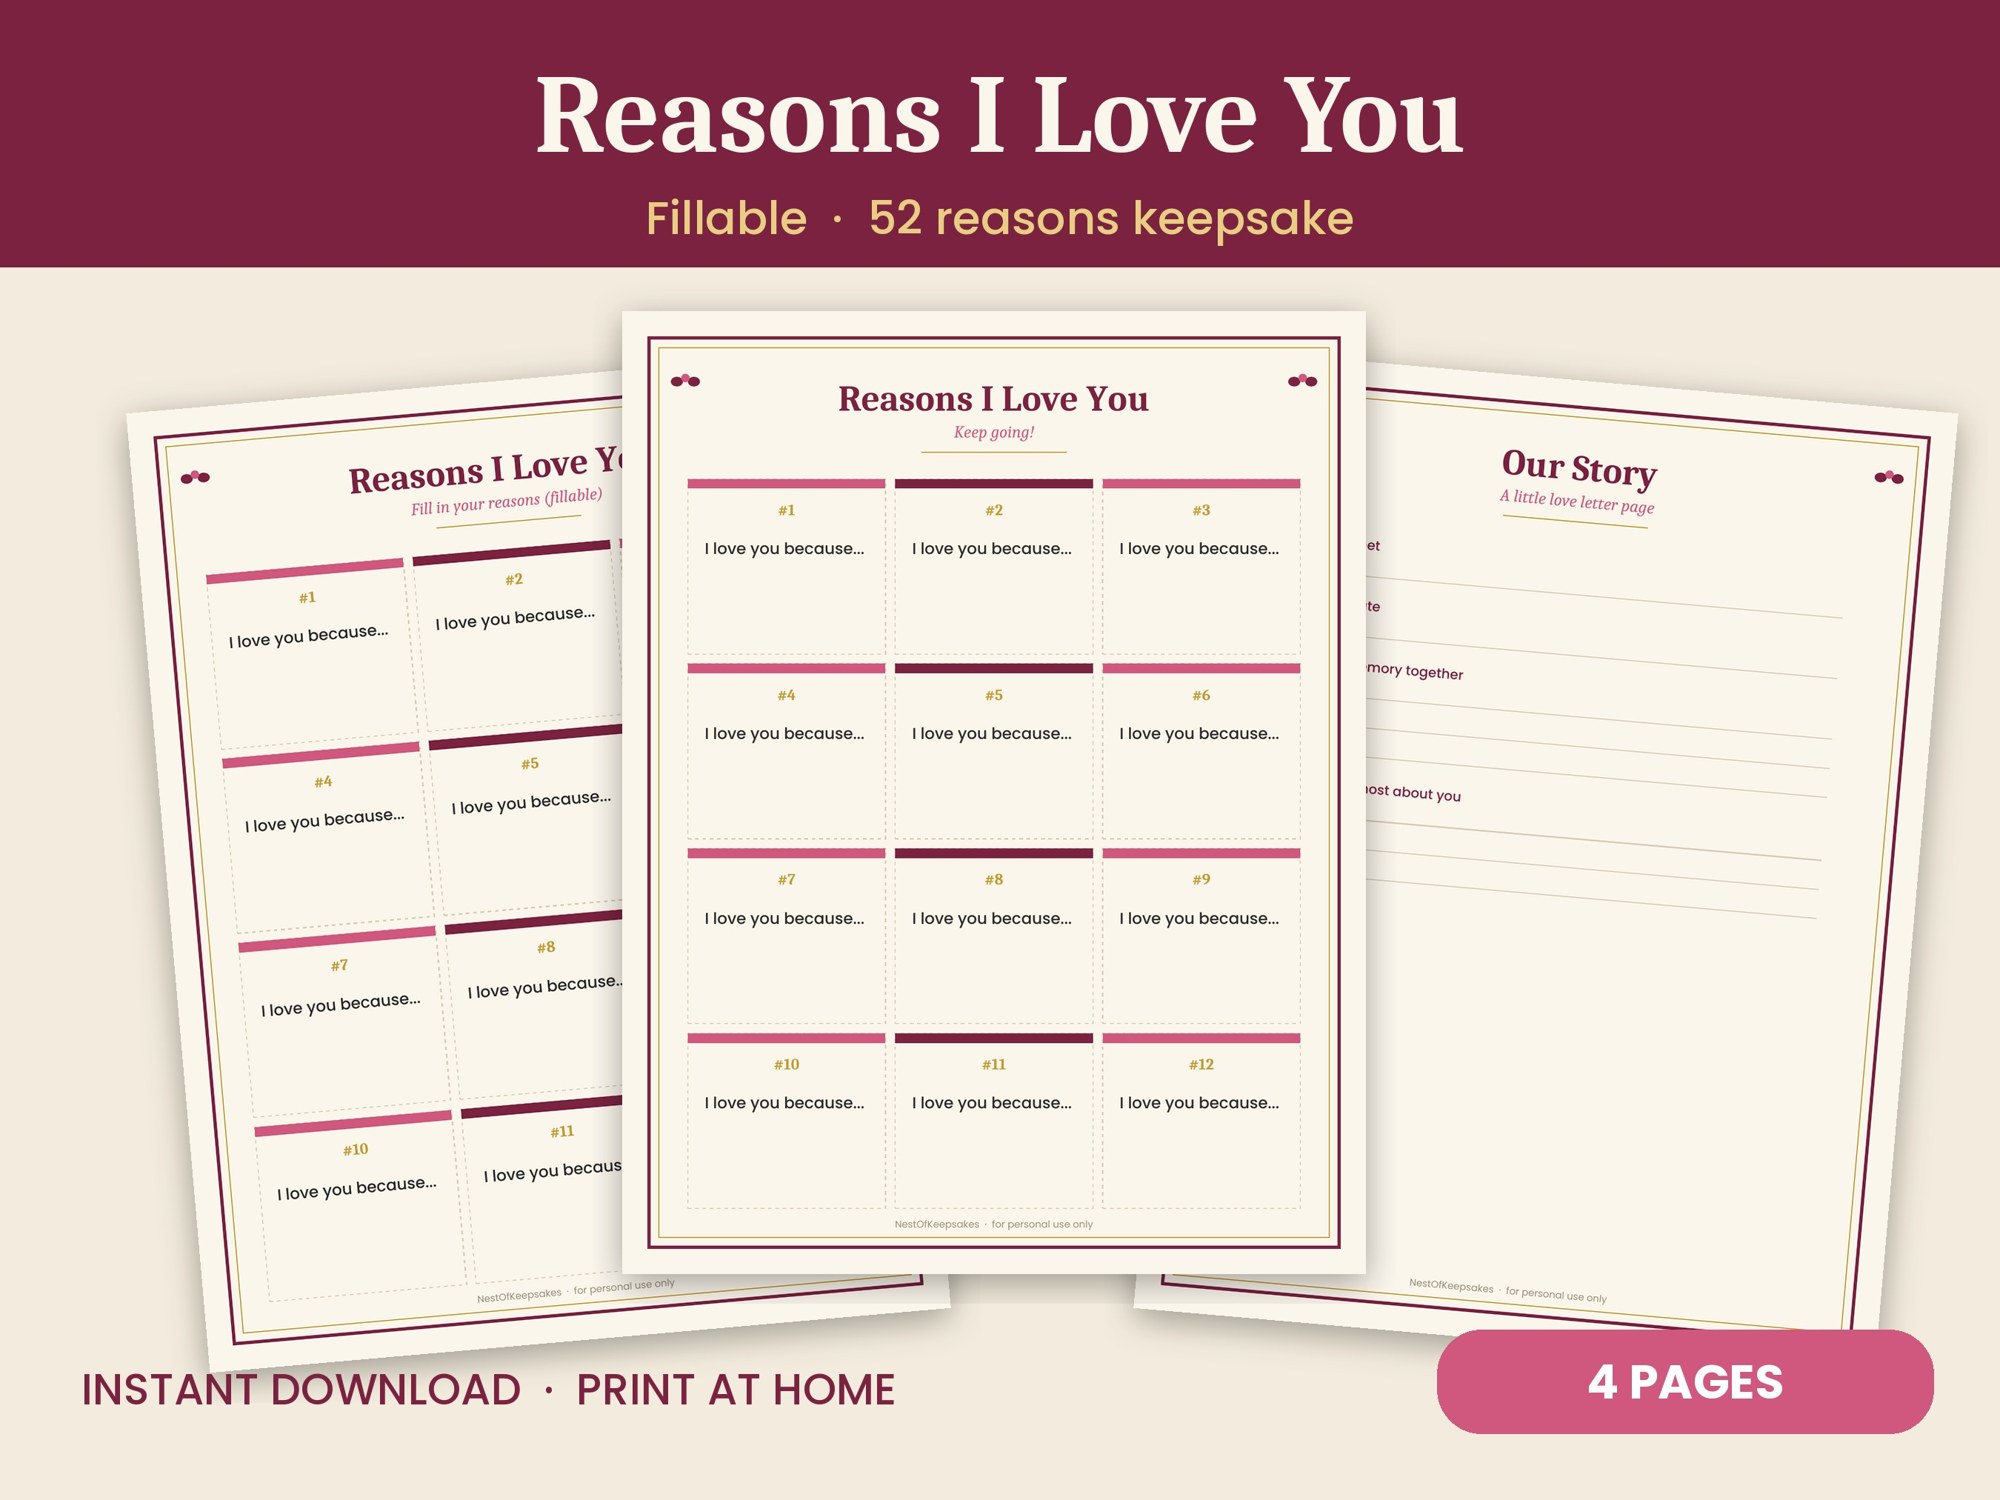 Reasons I Love You
Fillable · 52 reasons keepsake
Reasons I Love
Fill in your reasons (fillable)
#1
I love you because...
#2
I love you because...
#4
I love you because...
#5
I love you because...
#7
I love you because...
#8
I love you because...
#10
I love you because...
#11
I love you
NestOfKeepsakes · for personal use only
Reasons I Love You
Keep going!
#1 #2 #3
I love you because... I love you because... I love you because...
#4 #5 #6
I love you because... I love you because... I love you because...
#7 #8 #9
I love you because... I love you because... I love you because...
#10 #11 #12
I love you because... I love you because... I love you because...
NestOfKeepsakes · for personal use only
Our Story
A little love letter page
together
about you
NestOfKeepsakes · for personal use only
INSTANT DOWNLOAD · PRINT AT HOME
4 PAGES